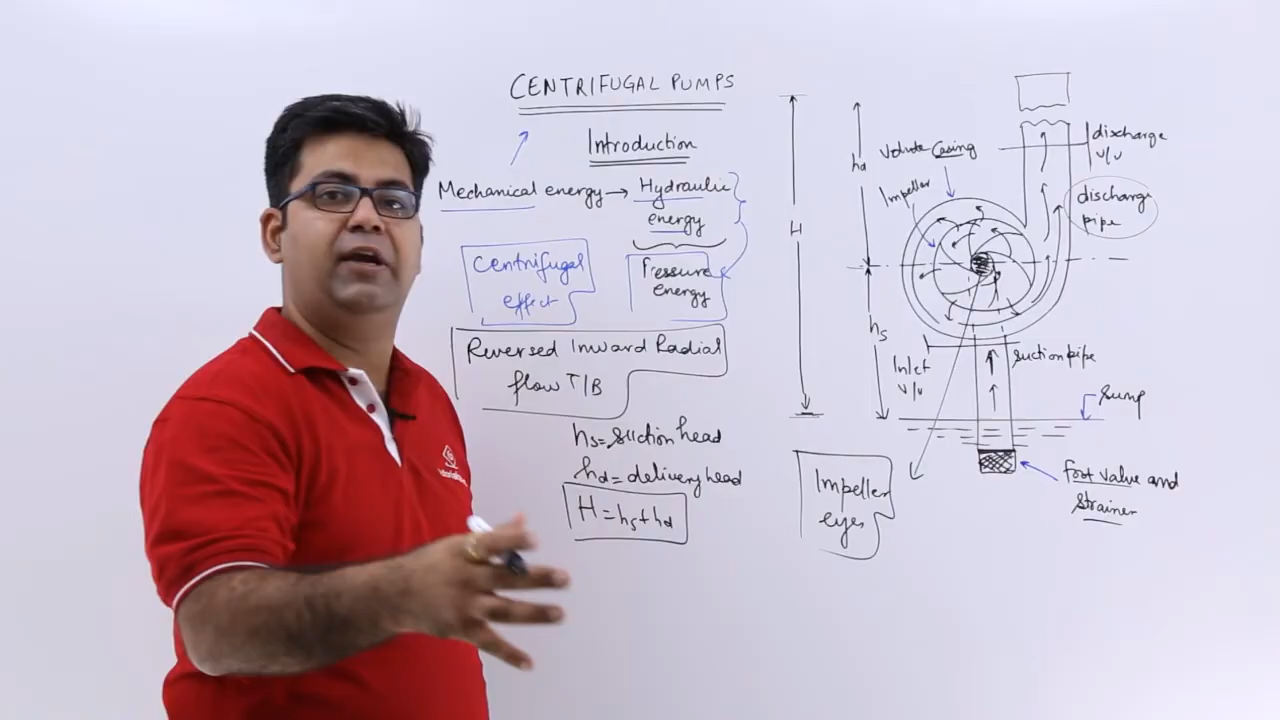 CENTRIFUGAL PUMPS
Introduction
Mechanical energy → Hydraulic
energy
Centrifugal
effect
Pressure
energy
Reversed Inward Radial
flow T/B
hs = suction head
hd = delivery head
H = hs + hd
H
hd
hs
Volute Casing
Impeller
discharge
v/v
discharge
pipe
Inlet
v/v
suction pipe
Sump
foot valve and
strainer
Impeller
eyes